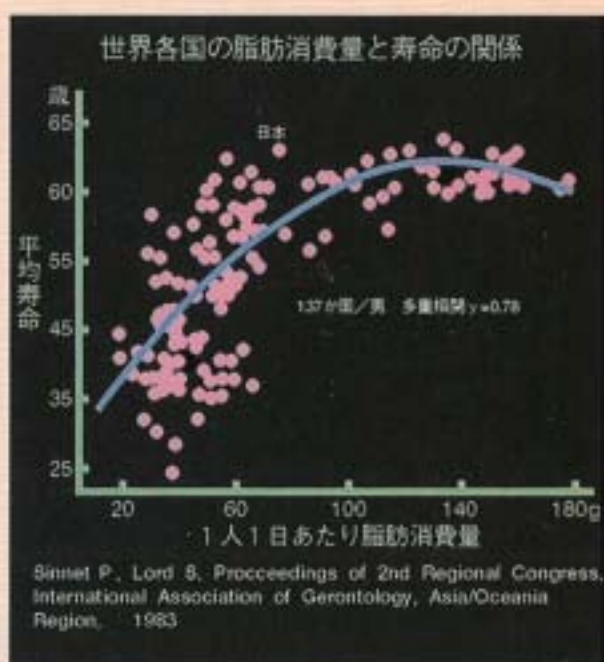 世界各国の脂肪消費量と寿命の関係
歳
65
60
55
45
35
25
平均寿命
日本
137か国／男 多重相関γ=0.78
20 60 100 140 180g
1人1日あたり脂肪消費量
Sinnet P, Lord S, Procceedings of 2nd Regional Congress,
International Association of Gerontology, Asia/Oceania
Region, 1983